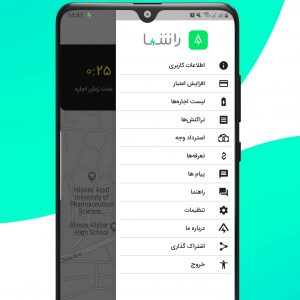 14:41
راشا
اطلاعات کاربری
افزایش اعتبار
لیست اجاره‌ها
تراکنش‌ها
استرداد وجه
تعرفه‌ها
پیام ها
راهنما
تنظیمات
درباره ما
اشتراک گذاری
خروج
۰:۲۵
مدت زمان اجاره
Islamic Azad
University of
Pharmaceutical
Science
Alireza Afshar
High School